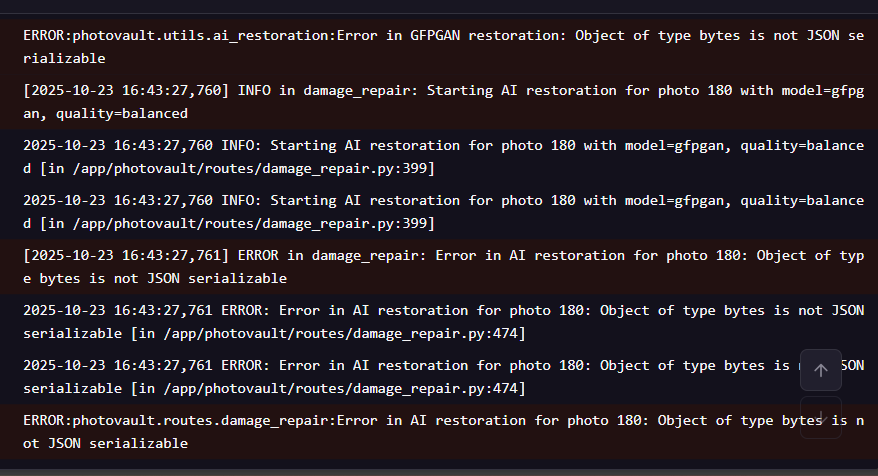 ERROR:photovault.utils.ai_restoration:Error in GFPGAN restoration: Object of type bytes is not JSON se
rializable
[2025-10-23 16:43:27,760] INFO in damage_repair: Starting AI restoration for photo 180 with model=gfpg
an, quality=balanced
2025-10-23 16:43:27,760 INFO: Starting AI restoration for photo 180 with model=gfpgan, quality=balance
d [in /app/photovault/routes/damage_repair.py:399]
2025-10-23 16:43:27,760 INFO: Starting AI restoration for photo 180 with model=gfpgan, quality=balance
d [in /app/photovault/routes/damage_repair.py:399]
[2025-10-23 16:43:27,761] ERROR in damage_repair: Error in AI restoration for photo 180: Object of typ
e bytes is not JSON serializable
2025-10-23 16:43:27,761 ERROR: Error in AI restoration for photo 180: Object of type bytes is not JSON
serializable [in /app/photovault/routes/damage_repair.py:474]
2025-10-23 16:43:27,761 ERROR: Error in AI restoration for photo 180: Object of type bytes is JSON
serializable [in /app/photovault/routes/damage_repair.py:474]
ERROR:photovault.routes.damage_repair:Error in AI restoration for photo 180: Object of type bytes is n
ot JSON serializable